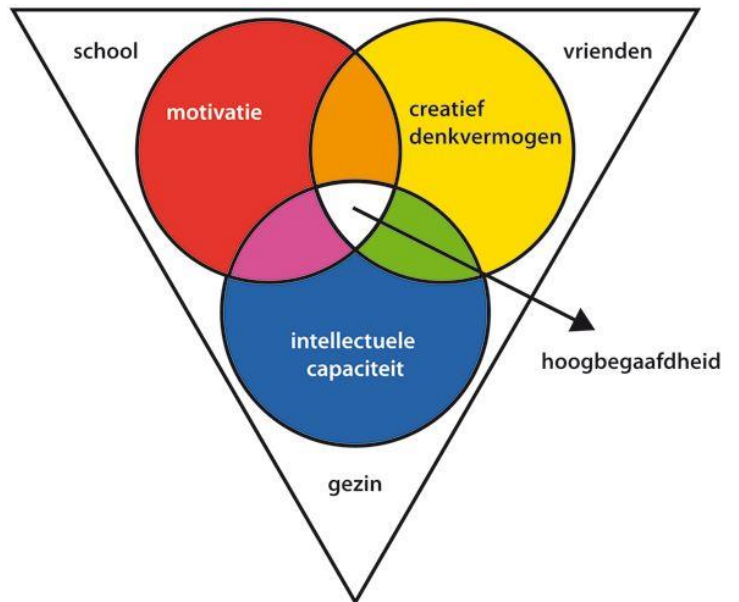 school
vrienden
motivatie
creatief
denkvermogen
intellectuele
capaciteit
hoogbegaafdheid
gezin